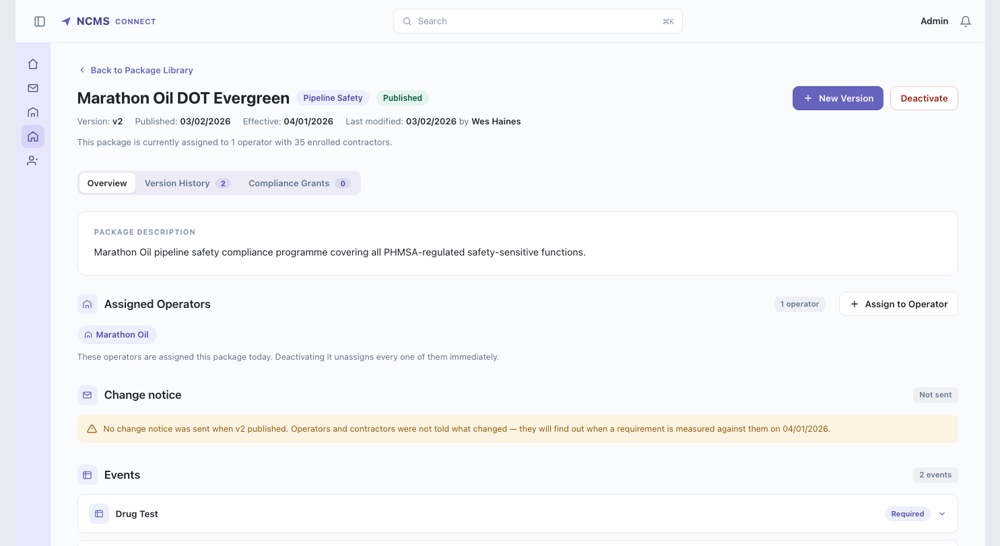 NCMS CONNECT
Search ⌘K
Admin
Back to Package Library
Marathon Oil DOT Evergreen Pipeline Safety Published
New Version Deactivate
Version: v2 Published: 03/02/2026 Effective: 04/01/2026 Last modified: 03/02/2026 by Wes Haines
This package is currently assigned to 1 operator with 35 enrolled contractors.
Overview Version History 2 Compliance Grants 0
PACKAGE DESCRIPTION
Marathon Oil pipeline safety compliance programme covering all PHMSA-regulated safety-sensitive functions.
Assigned Operators 1 operator Assign to Operator
Marathon Oil
These operators are assigned this package today. Deactivating it unassigns every one of them immediately.
Change notice Not sent
No change notice was sent when v2 published. Operators and contractors were not told what changed — they will find out when a requirement is measured against them on 04/01/2026.
Events 2 events
Drug Test Required